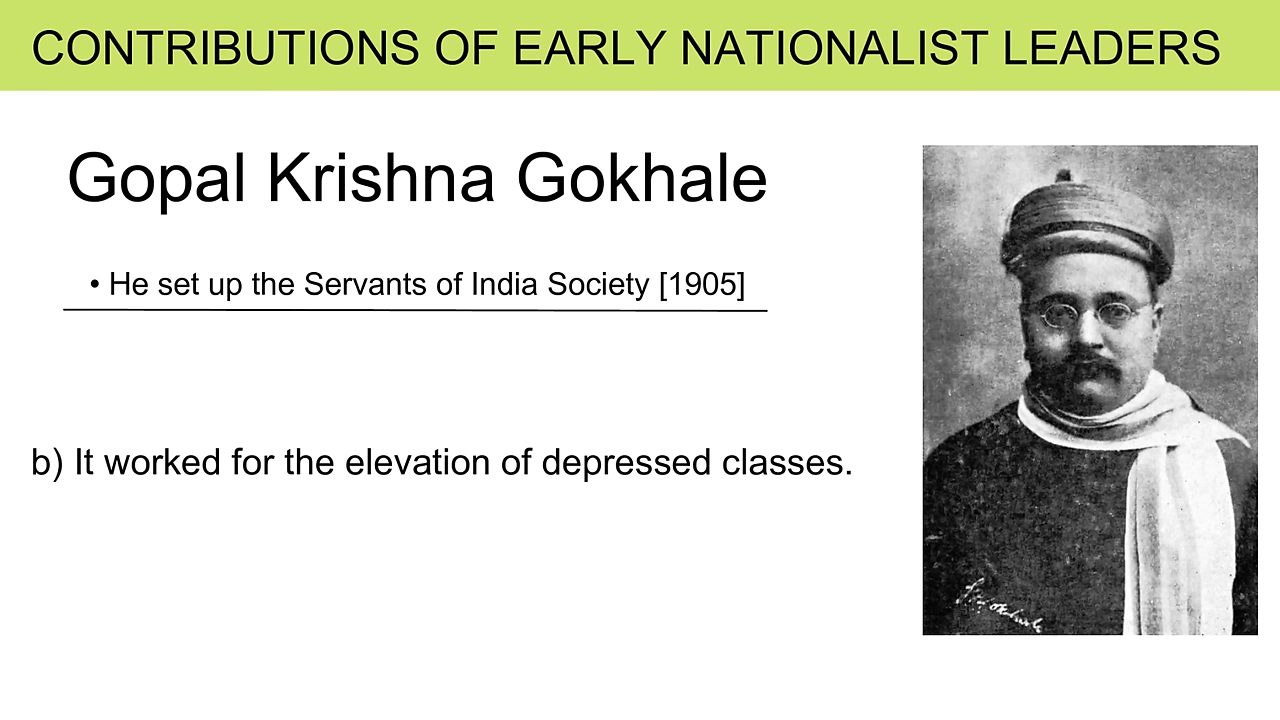 CONTRIBUTIONS OF EARLY NATIONALIST LEADERS
Gopal Krishna Gokhale
• He set up the Servants of India Society [1905]
b) It worked for the elevation of depressed classes.